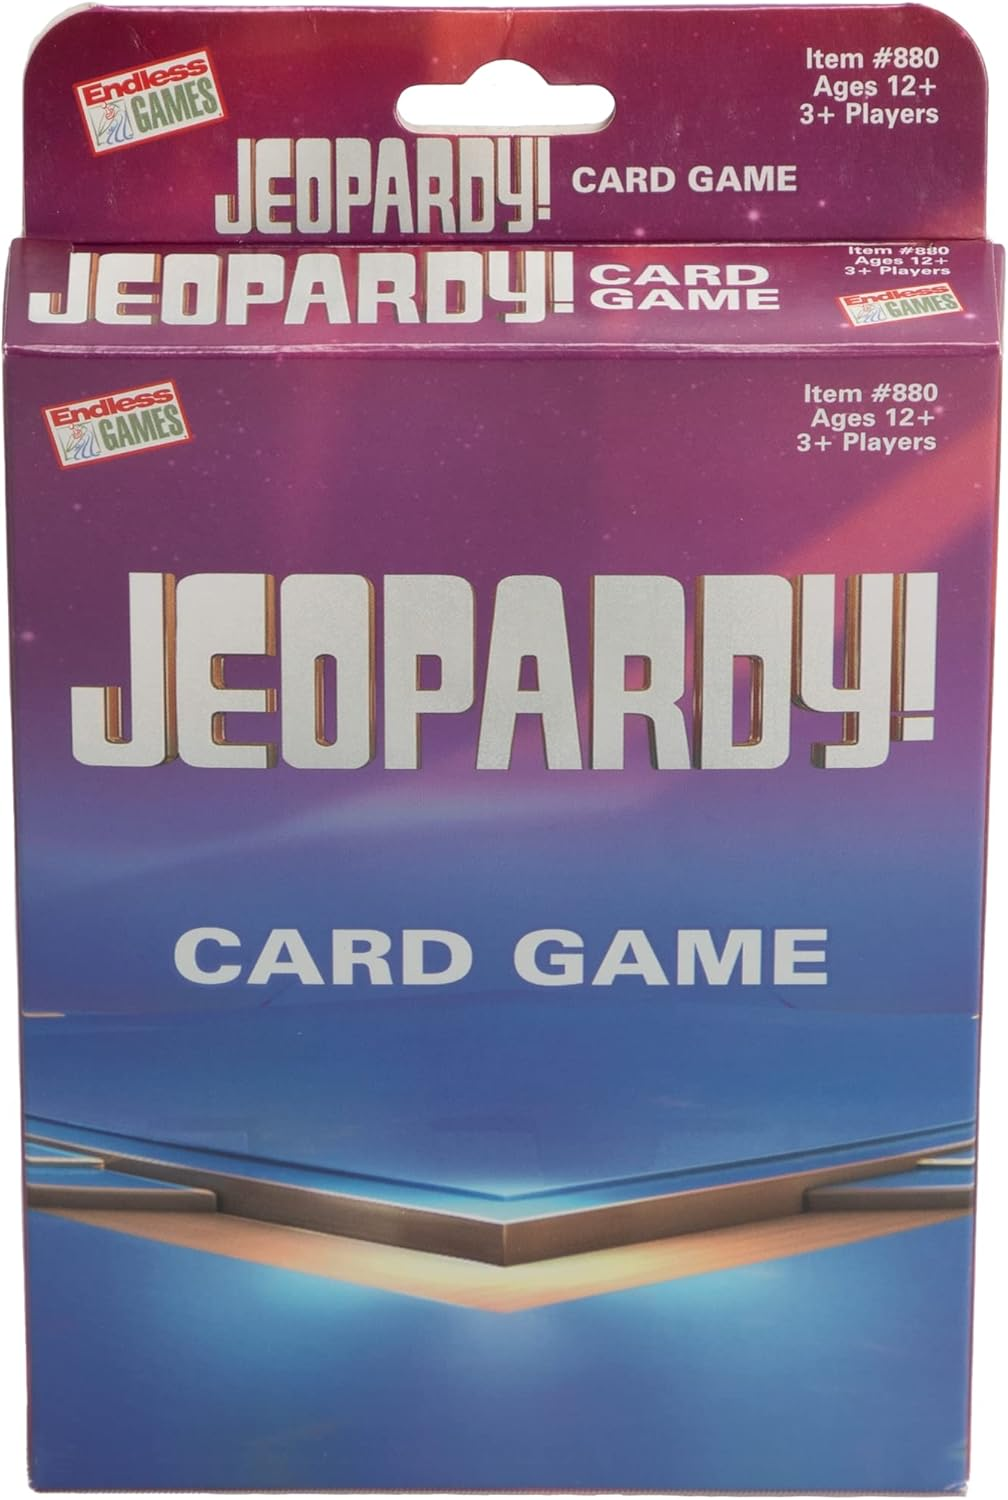 Endless
GAMES
Item #880
Ages 12+
3+ Players
JEOPARDY! CARD GAME
JEOPARDY! CARD
GAME
Item #880
Ages 12+
3+ Players
Endless
GAMES
Endless
GAMES
Item #880
Ages 12+
3+ Players
JEOPARDY!
CARD GAME